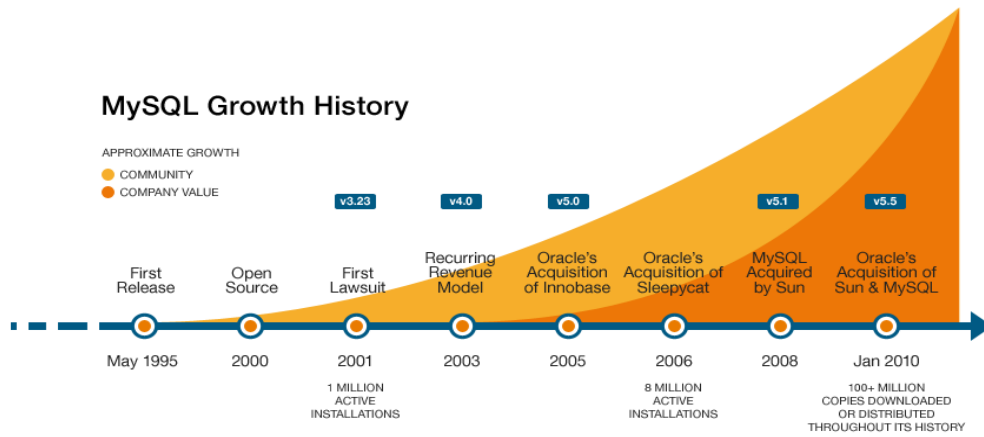 MySQL Growth History
APPROXIMATE GROWTH
COMMUNITY
COMPANY VALUE
v3.23
v4.0
v5.0
v5.1
v5.5
First
Release
Open
Source
First
Lawsuit
Recurring
Revenue
Model
Oracle's
Acquisition
of Innobase
Oracle's
Acquisition of
Sleepycat
MySQL
Acquired
by Sun
Oracle's
Acquisition of
Sun & MySQL
May 1995
2000
2001
2003
2005
2006
2008
Jan 2010
1 MILLION
ACTIVE
INSTALLATIONS
8 MILLION
ACTIVE
INSTALLATIONS
100+ MILLION
COPIES DOWNLOADED
OR DISTRIBUTED
THROUGHOUT ITS HISTORY